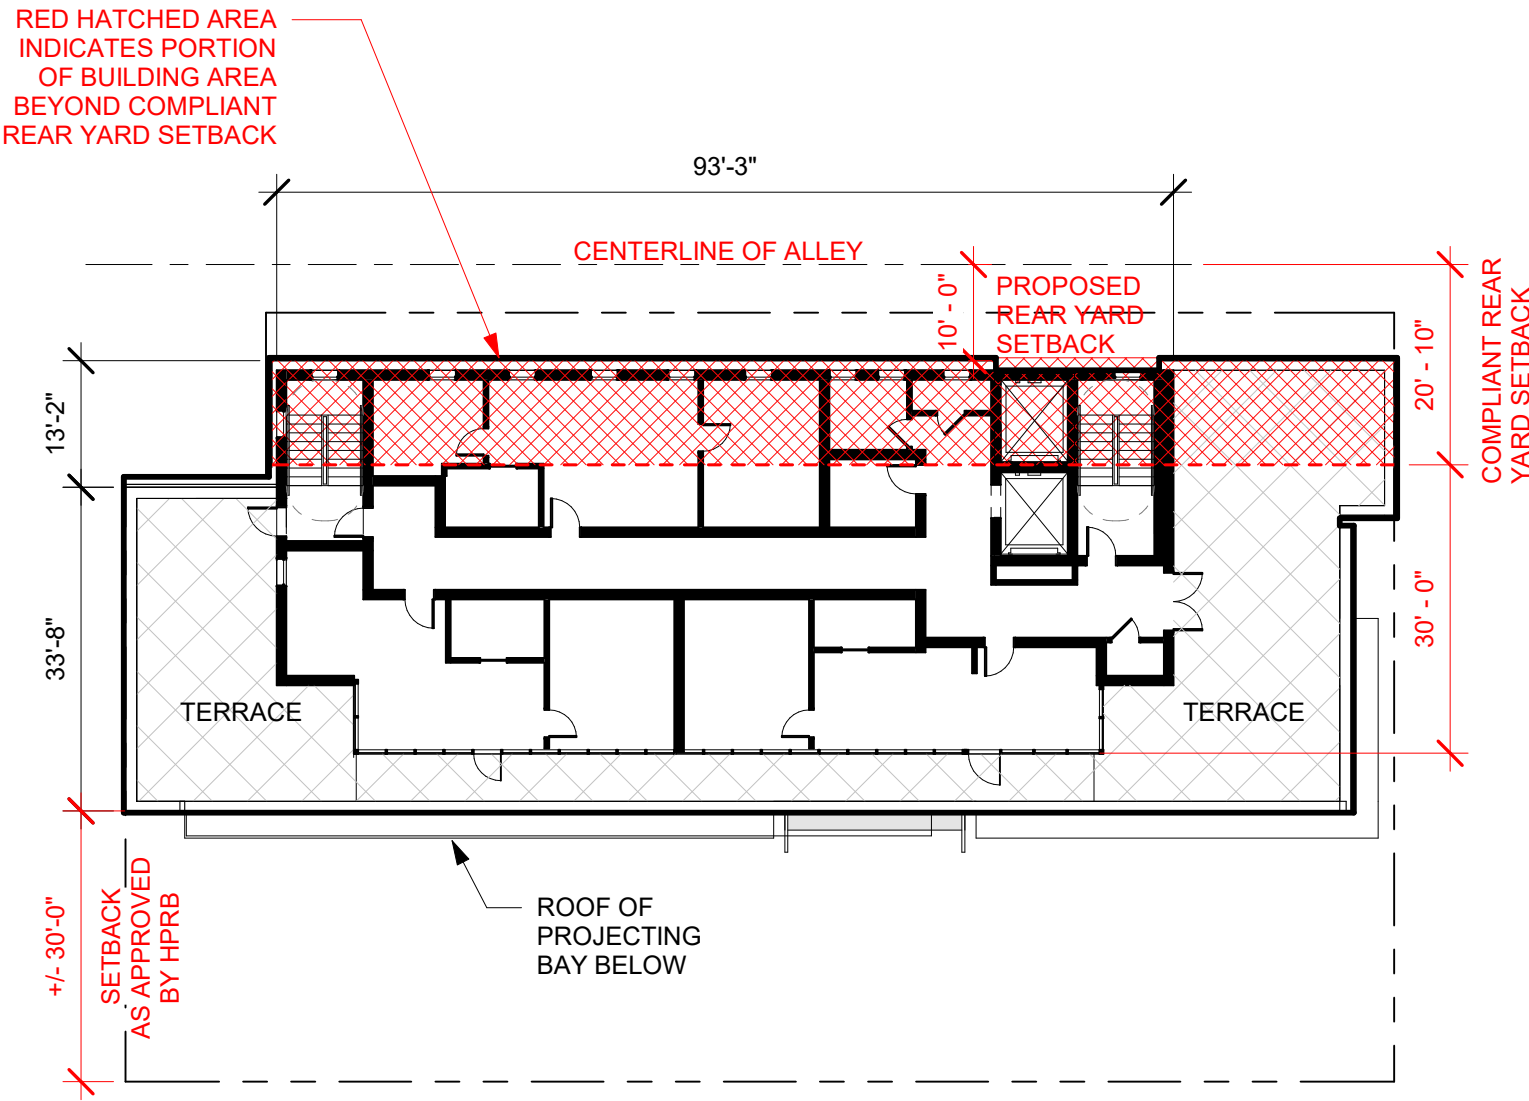 RED HATCHED AREA
INDICATES PORTION
OF BUILDING AREA
BEYOND COMPLIANT
REAR YARD SETBACK
93'-3"
CENTERLINE OF ALLEY
10' - 0"
PROPOSED
REAR YARD
SETBACK
20' - 10"
COMPLIANT REAR
YARD SETBACK
13'-2"
33'-8"
30' - 0"
TERRACE
TERRACE
+/- 30'-0"
SETBACK
AS APPROVED
BY HPRB
ROOF OF
PROJECTING
BAY BELOW